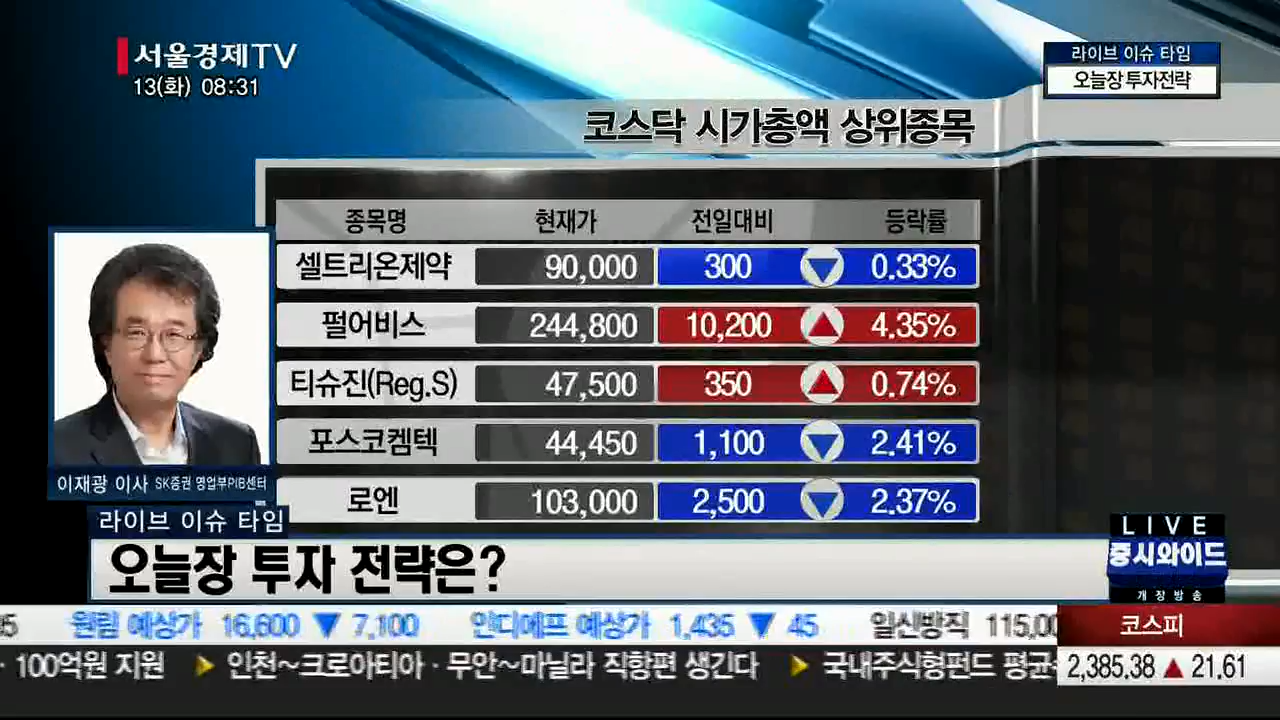 서울경제TV
13(화) 08:31
라이브 이슈 타임
오늘장 투자전략
코스닥 시가총액 상위종목
종목명 현재가 전일대비 등락률
셀트리온제약 90,000 300 ▼ 0.33%
펄어비스 244,800 10,200 ▲ 4.35%
티슈진(Reg.S) 47,500 350 ▲ 0.74%
포스코켐텍 44,450 1,100 ▼ 2.41%
로엔 103,000 2,500 ▼ 2.37%
이재광 이사 SK증권 영업부PIB센터
라이브 이슈 타임
오늘장 투자 전략은?
LIVE
증시와이드
개장방송
95 원림 예상가 16,600 ▼ 7,100 인디에프 예상가 1,435 ▼ 45 일신방직 115,00
코스피
· 100억원 지원 ▶ 인천~크로아티아·무안~마닐라 직항편 생긴다 ▶ 국내주식형펀드 평균
2,385.38 ▲ 21.61